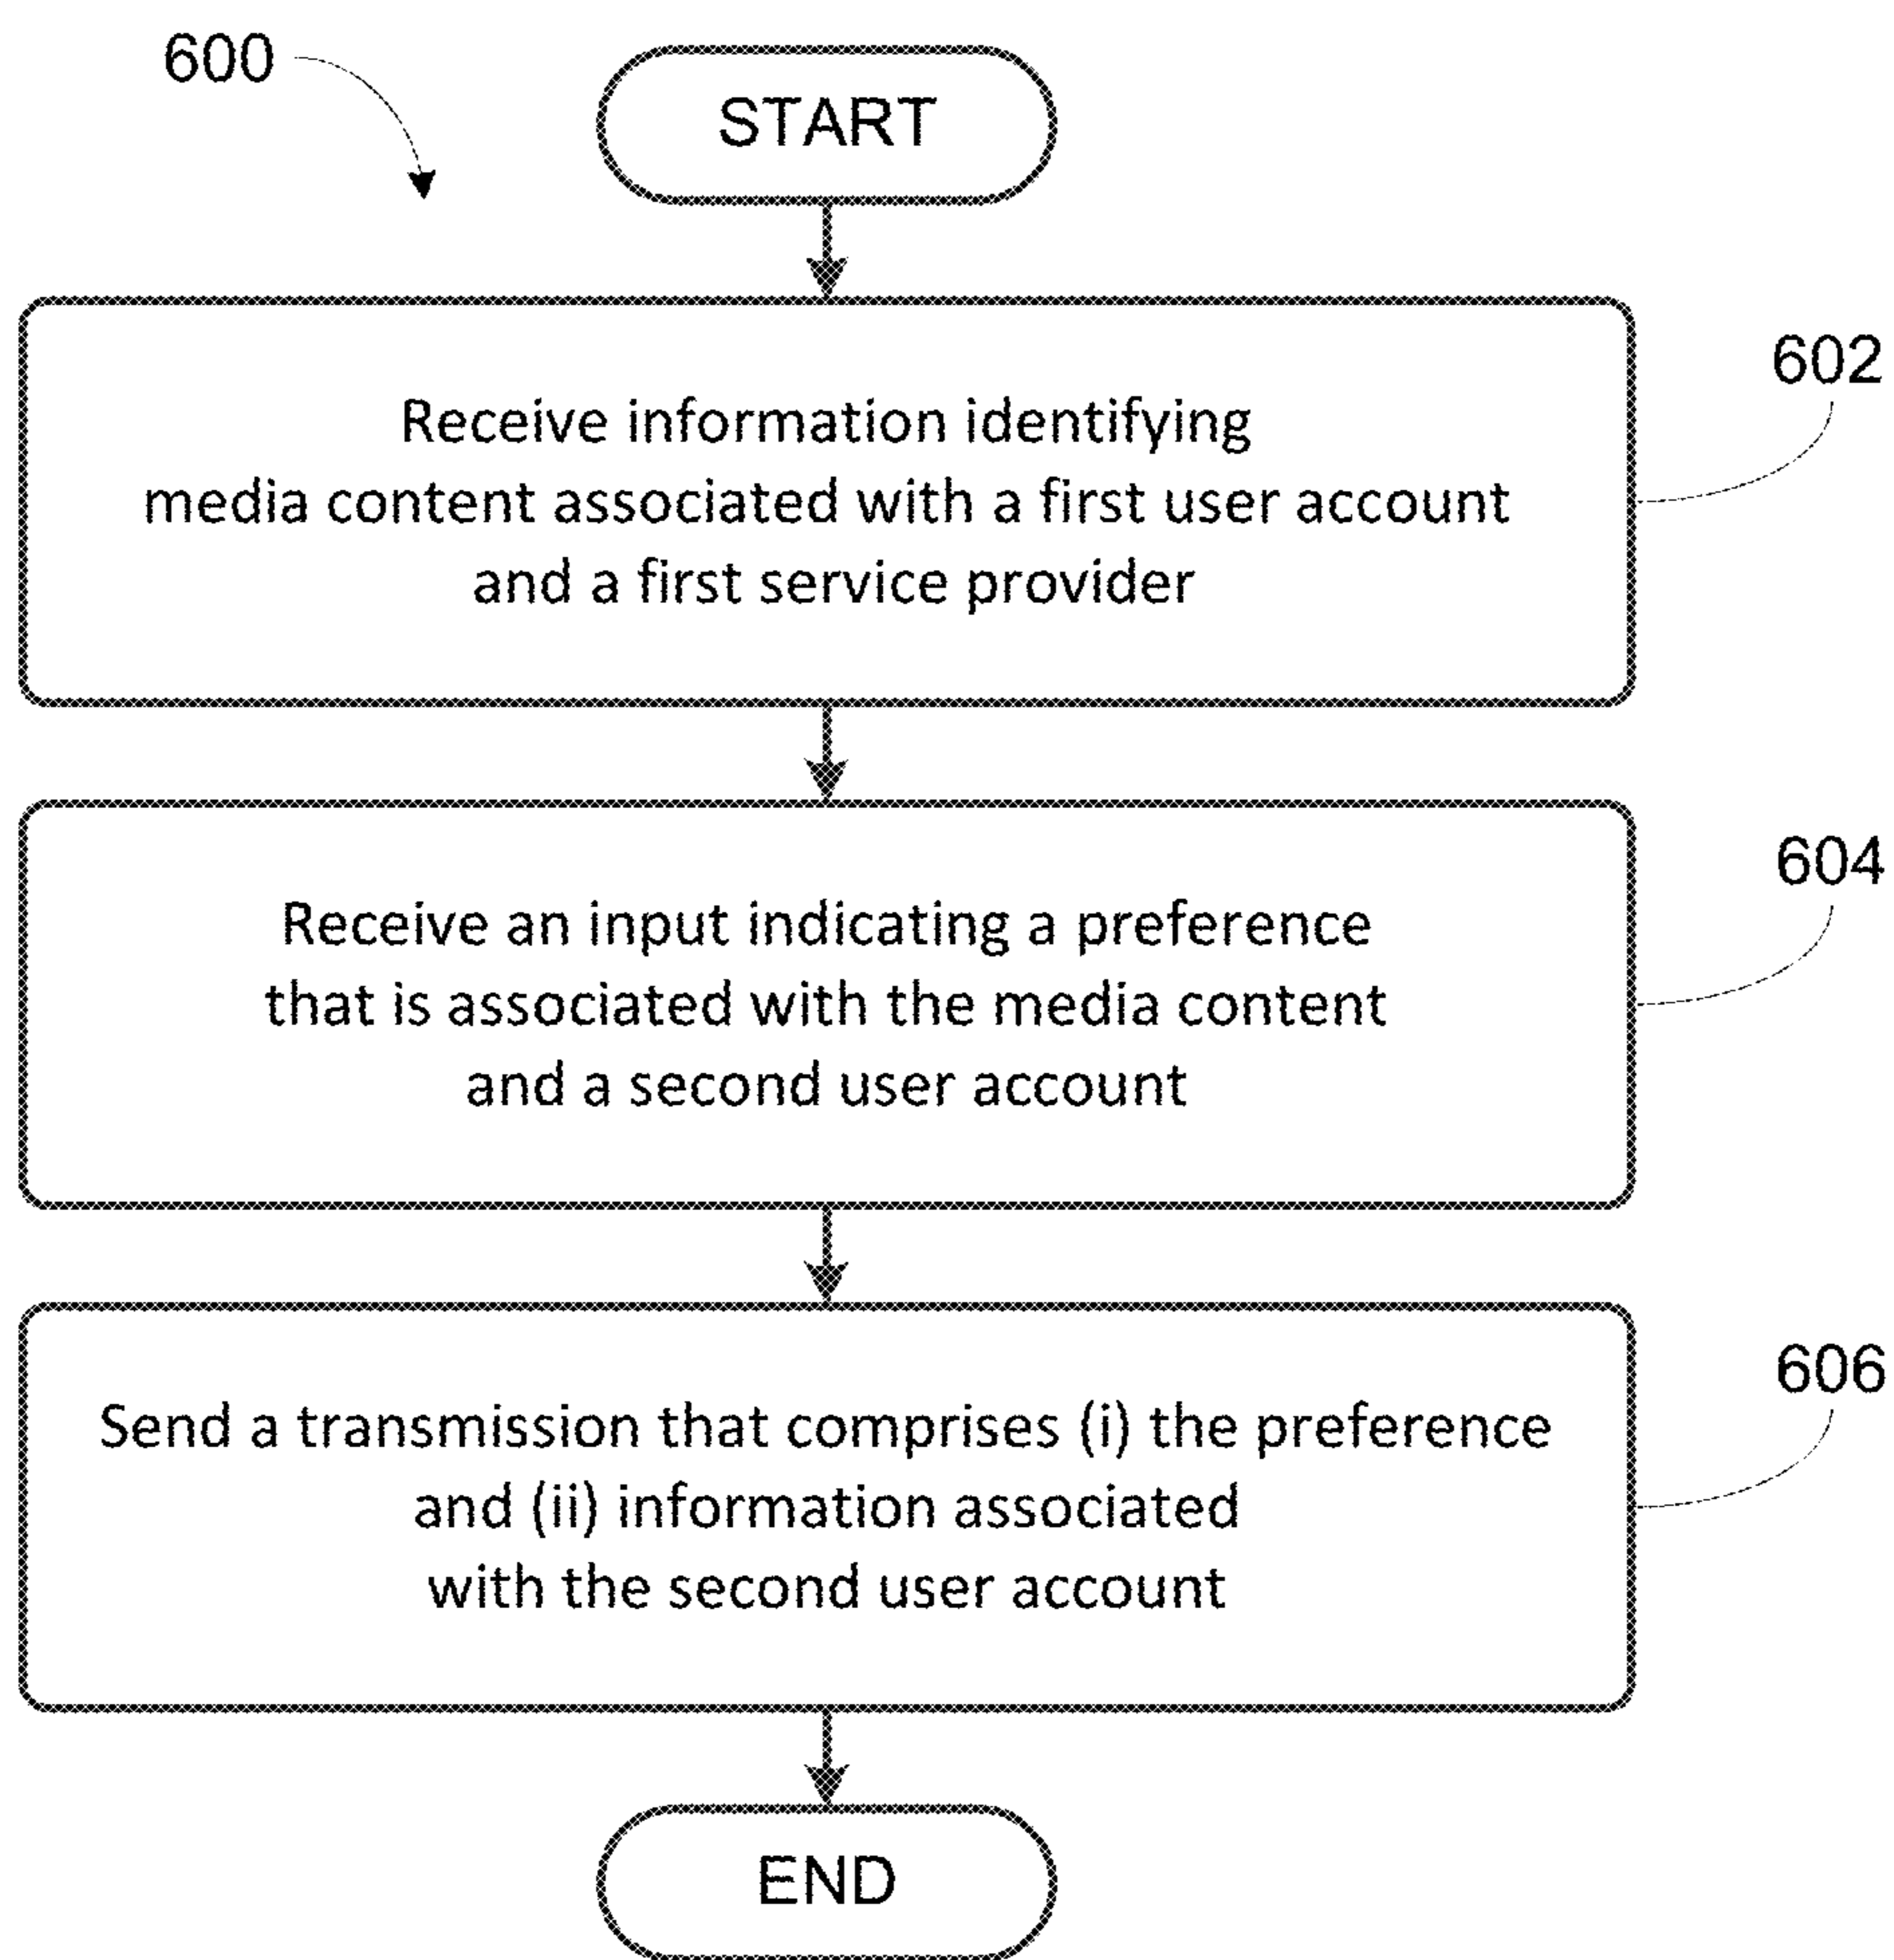 600
START
Receive information identifying
media content associated with a first user account
and a first service provider
602
Receive an input indicating a preference
that is associated with the media content
and a second user account
604
Send a transmission that comprises (i) the preference
and (ii) information associated
with the second user account
606
END